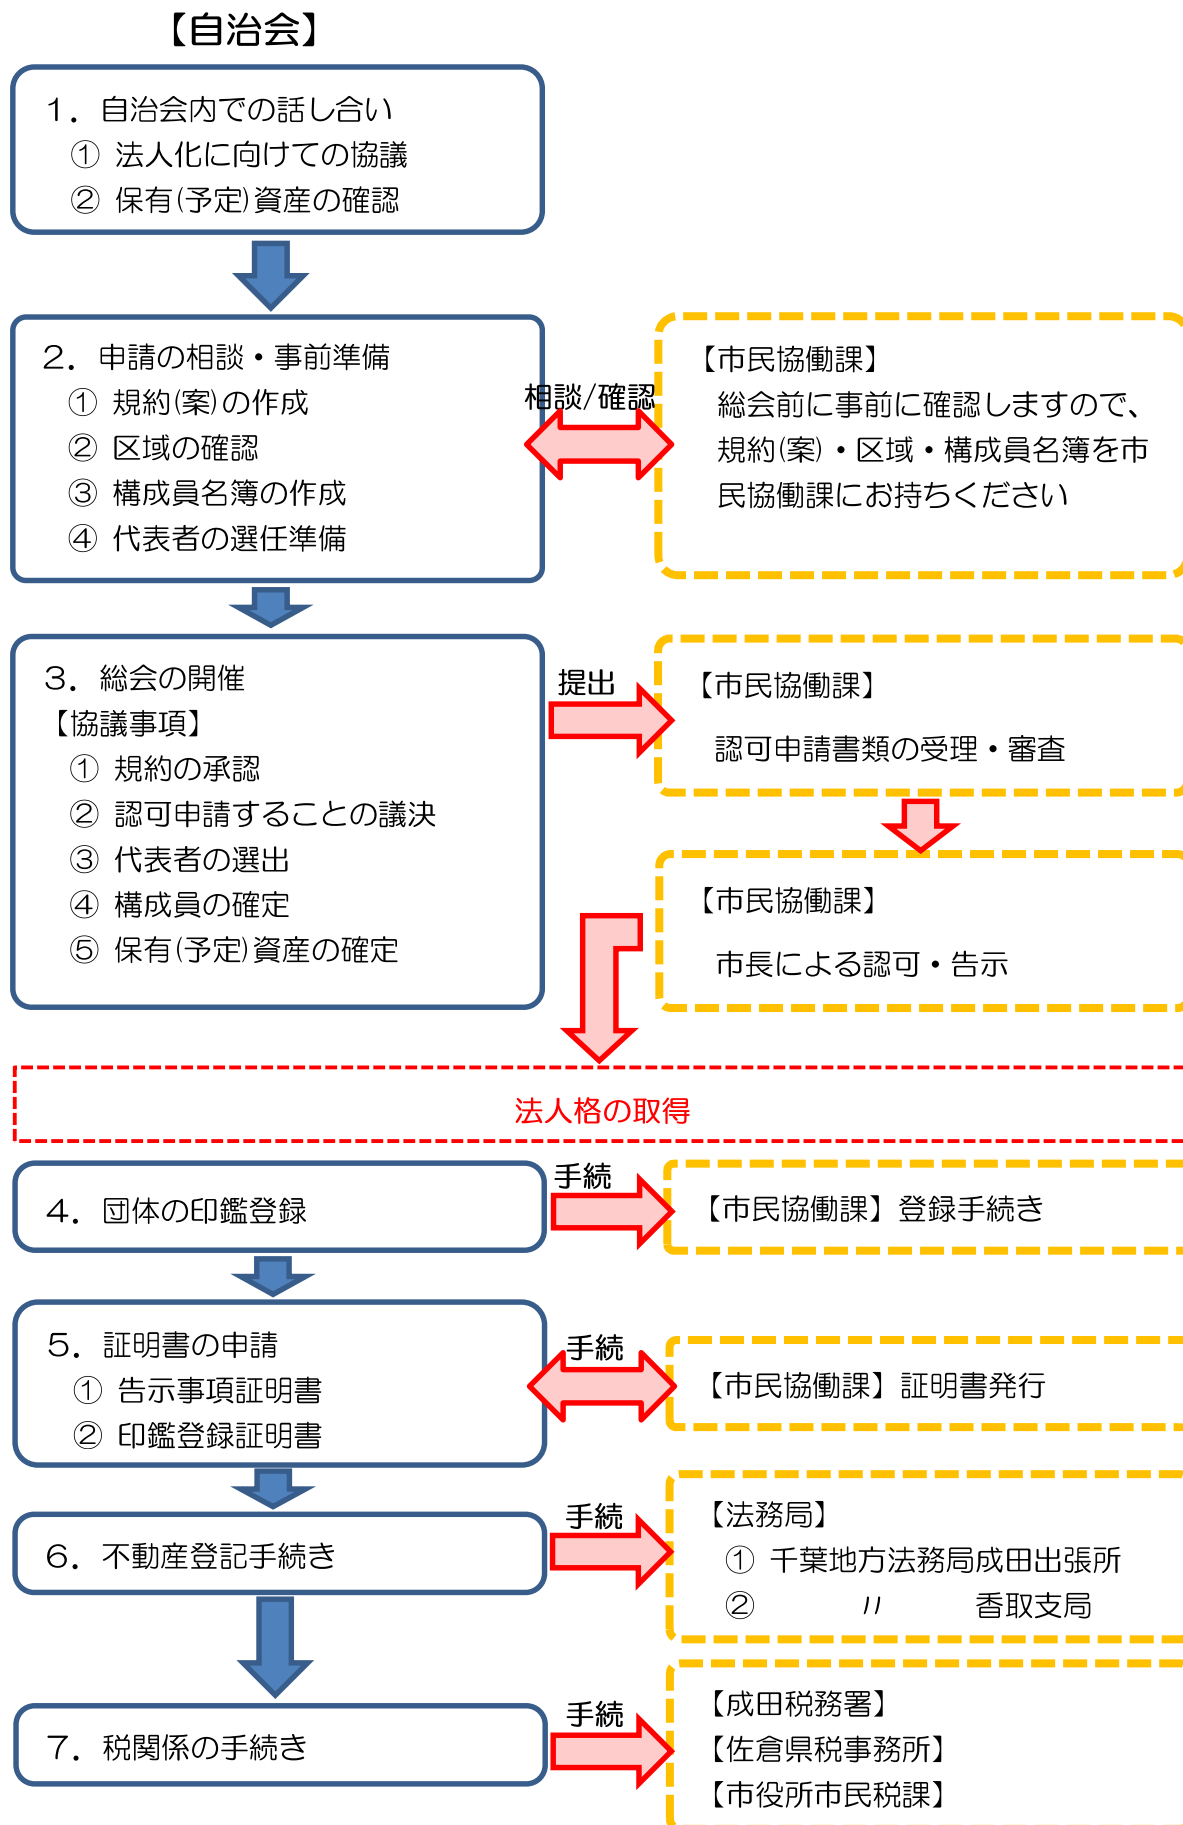 【自治会】
１．自治会内での話し合い
① 法人化に向けての協議
② 保有(予定)資産の確認
２．申請の相談・事前準備
① 規約(案)の作成
② 区域の確認
③ 構成員名簿の作成
④ 代表者の選任準備
相談/確認
【市民協働課】
総会前に事前に確認しますので、
規約(案)・区域・構成員名簿を市
民協働課にお持ちください
３．総会の開催
【協議事項】
① 規約の承認
② 認可申請することの議決
③ 代表者の選出
④ 構成員の確定
⑤ 保有(予定)資産の確定
提出
【市民協働課】
認可申請書類の受理・審査
【市民協働課】
市長による認可・告示
法人格の取得
４．団体の印鑑登録
手続
【市民協働課】登録手続き
５．証明書の申請
① 告示事項証明書
② 印鑑登録証明書
手続
【市民協働課】証明書発行
６．不動産登記手続き
手続
【法務局】
① 千葉地方法務局成田出張所
② 〃 香取支局
７．税関係の手続き
手続
【成田税務署】
【佐倉県税事務所】
【市役所市民税課】